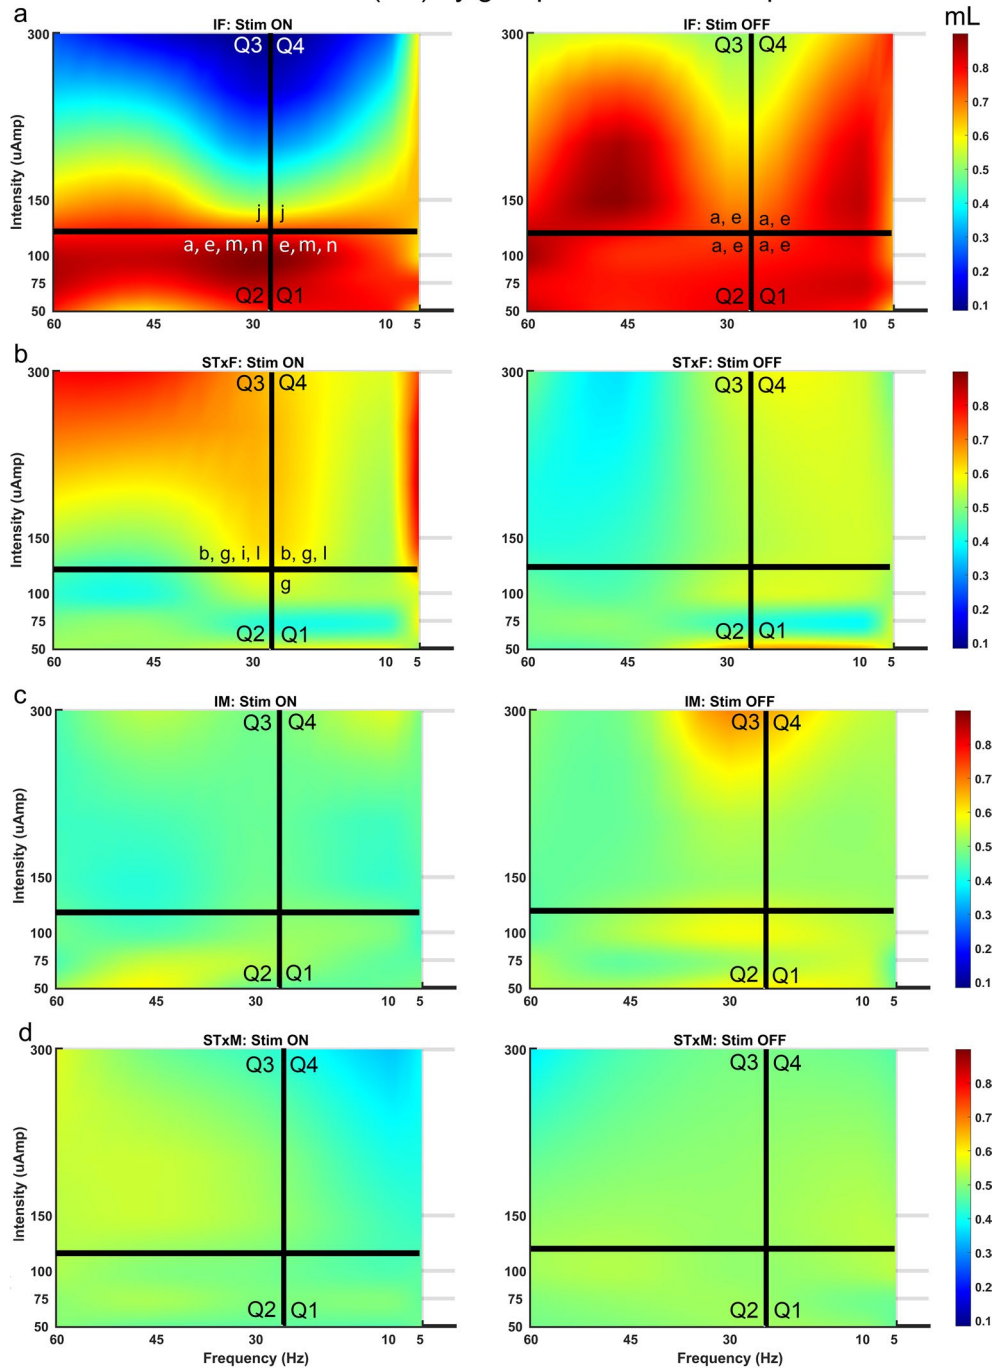 a
IF: Stim ON
IF: Stim OFF
mL
300
Q3 Q4
300
Q3 Q4
0.9
0.8
0.7
0.6
0.5
0.4
0.3
0.2
0.1
Intensity (uAmp)
150
j j
150
a, e a, e
100
a, e, m, n e, m, n
100
a, e a, e
75
75
50
Q2 Q1
50
Q2 Q1
60 45 30 10 5
60 45 30 10 5
b
STxF: Stim ON
STxF: Stim OFF
300
Q3 Q4
300
Q3 Q4
0.8
0.7
0.6
0.5
0.4
0.3
0.2
0.1
Intensity (uAmp)
150
b, g, i, l b, g, l
150
100
g
100
75
75
50
Q2 Q1
50
Q2 Q1
60 45 30 10 5
60 45 30 10 5
c
IM: Stim ON
IM: Stim OFF
300
Q3 Q4
300
Q3 Q4
0.8
0.7
0.6
0.5
0.4
0.3
0.2
0.1
Intensity (uAmp)
150
150
100
100
75
75
50
Q2 Q1
50
Q2 Q1
60 45 30 10 5
60 45 30 10 5
d
STxM: Stim ON
STxM: Stim OFF
300
Q3 Q4
300
Q3 Q4
0.8
0.7
0.6
0.5
0.4
0.3
0.2
0.1
Intensity (uAmp)
150
150
100
100
75
75
50
Q2 Q1
50
Q2 Q1
60 45 30 10 5
60 45 30 10 5
Frequency (Hz)
Frequency (Hz)